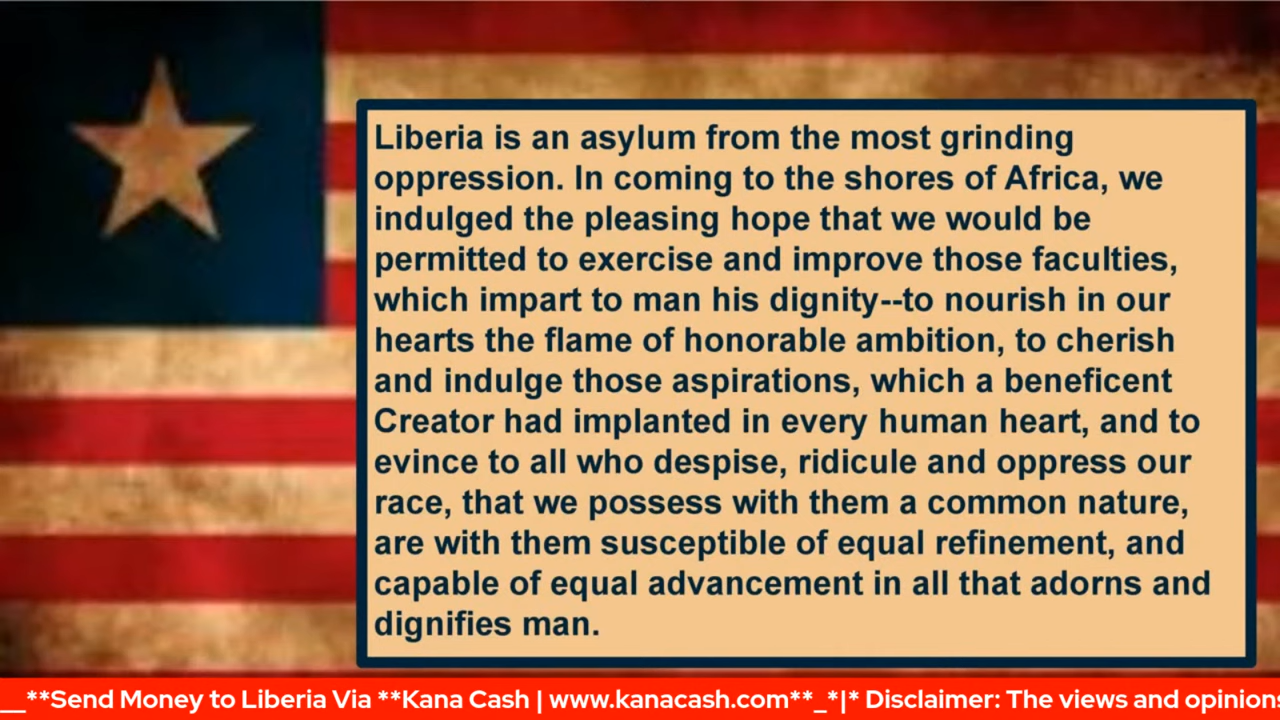 Liberia is an asylum from the most grinding
oppression. In coming to the shores of Africa, we
indulged the pleasing hope that we would be
permitted to exercise and improve those faculties,
which impart to man his dignity--to nourish in our
hearts the flame of honorable ambition, to cherish
and indulge those aspirations, which a beneficent
Creator had implanted in every human heart, and to
evince to all who despise, ridicule and oppress our
race, that we possess with them a common nature,
are with them susceptible of equal refinement, and
capable of equal advancement in all that adorns and
dignifies man.
__**Send Money to Liberia Via **Kana Cash | www.kanacash.com**_*|* Disclaimer: The views and opinions